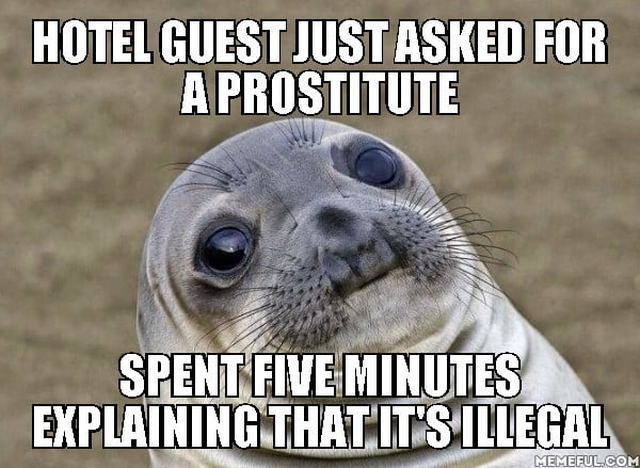 HOTEL GUEST JUST ASKED FOR
A PROSTITUTE
SPENT FIVE MINUTES
EXPLAINING THAT IT'S ILLEGAL
MEMEFUL.COM